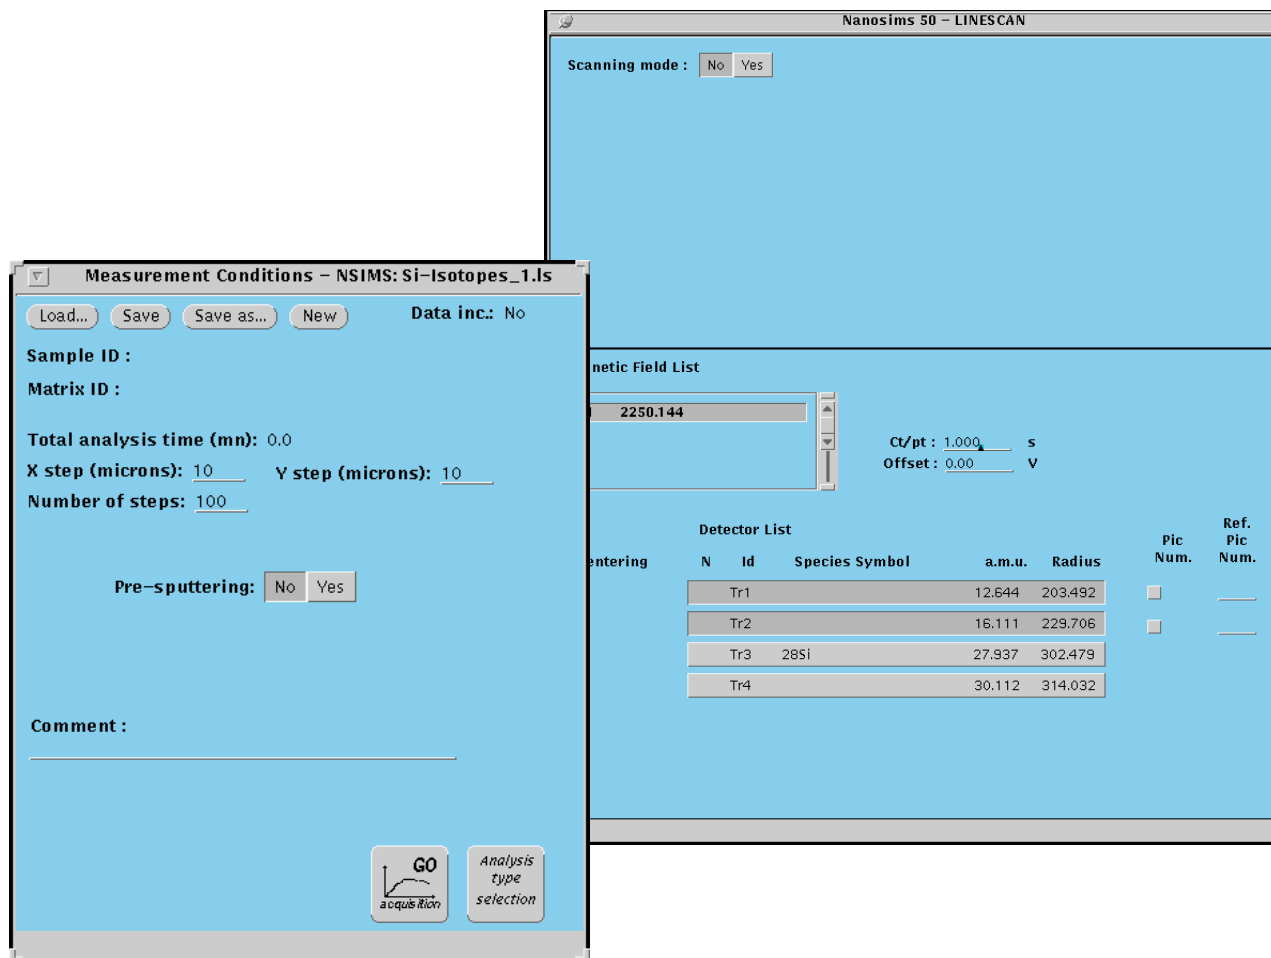 Nanosims 50 – LINESCAN
Scanning mode : No Yes
Measurement Conditions – NSIMS: Si–Isotopes_1.ls
Load... Save Save as... New Data inc.: No
Sample ID :
Matrix ID :
Total analysis time (mn): 0.0
X step (microns): 10 Y step (microns): 10
Number of steps: 100
Pre–sputtering: No Yes
Comment :
GO
acquisition
Analysis
type
selection
netic Field List
2250.144
Ct/pt : 1.000 s
Offset : 0.00 V
entering
Detector List
N Id Species Symbol a.m.u. Radius
Pic
Num.
Ref.
Pic
Num.
Tr1 12.644 203.492
Tr2 16.111 229.706
Tr3 28Si 27.937 302.479
Tr4 30.112 314.032